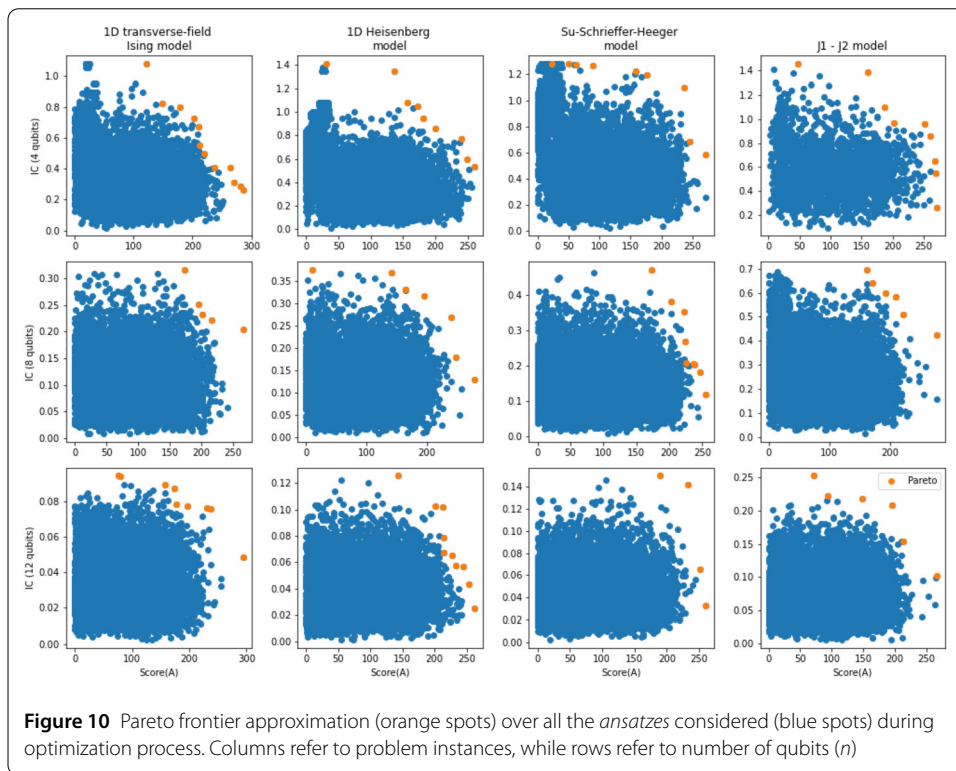 1D transverse-field
Ising model
1D Heisenberg
model
Su-Schrieffer-Heeger
model
J1 - J2 model
IC (4 qubits)
1.0
0.8
0.6
0.4
0.2
0.0
0 100 200 300
1.4
1.2
1.0
0.8
0.6
0.4
0.2
0.0
0 50 100 150 200 250
1.2
1.0
0.8
0.6
0.4
0.2
0.0
0 50 100 150 200 250
1.4
1.2
1.0
0.8
0.6
0.4
0.2
0 50 100 150 200 250
IC (8 qubits)
0.30
0.25
0.20
0.15
0.10
0.05
0.00
0 50 100 150 200 250
0.35
0.30
0.25
0.20
0.15
0.10
0.05
0.00
0 100 200
0.4
0.3
0.2
0.1
0.0
0 50 100 150 200 250
0.7
0.6
0.5
0.4
0.3
0.2
0.1
0.0
0 100 200
IC (12 qubits)
0.08
0.06
0.04
0.02
0.00
0 100 200 300
Score(A)
0.12
0.10
0.08
0.06
0.04
0.02
0.00
0 50 100 150 200 250
Score(A)
0.14
0.12
0.10
0.08
0.06
0.04
0.02
0.00
0 50 100 150 200 250
Score(A)
Pareto
0.25
0.20
0.15
0.10
0.05
0.00
0 50 100 150 200 250
Score(A)
Figure 10 Pareto frontier approximation (orange spots) over all the ansatzes considered (blue spots) during
optimization process. Columns refer to problem instances, while rows refer to number of qubits (n)